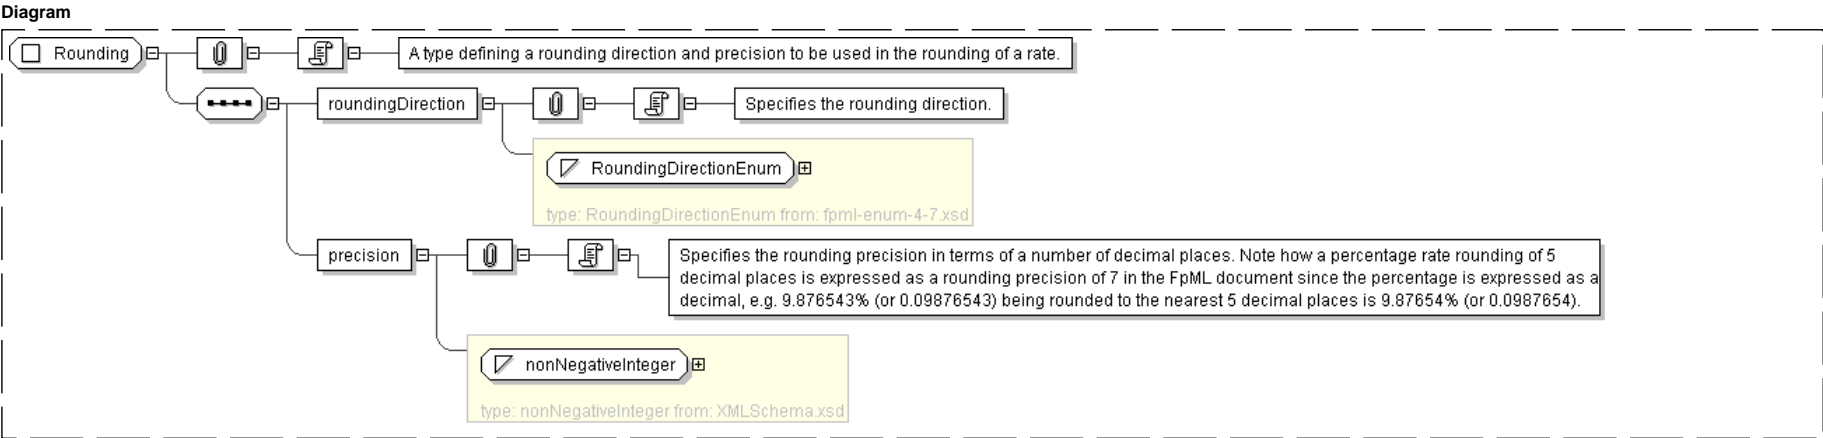 Diagram
Rounding
A type defining a rounding direction and precision to be used in the rounding of a rate.
roundingDirection
Specifies the rounding direction.
RoundingDirectionEnum
type: RoundingDirectionEnum from: fpml-enum-4-7.xsd
precision
Specifies the rounding precision in terms of a number of decimal places. Note how a percentage rate rounding of 5
decimal places is expressed as a rounding precision of 7 in the FpML document since the percentage is expressed as a
decimal, e.g. 9.876543% (or 0.09876543) being rounded to the nearest 5 decimal places is 9.87654% (or 0.0987654).
nonNegativeInteger
type: nonNegativeInteger from: XMLSchema.xsd